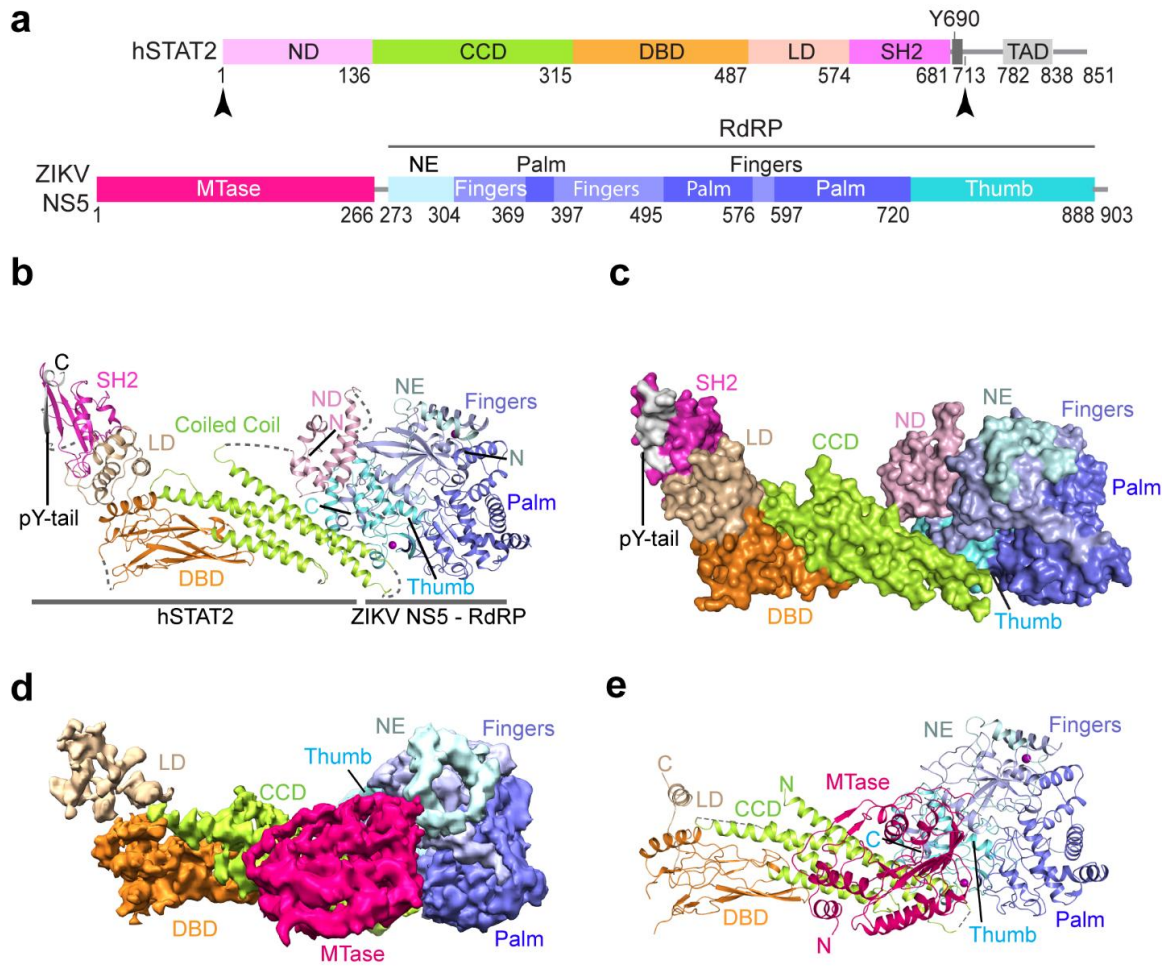 a
Y690
hSTAT2 ND CCD DBD LD SH2 TAD
1 136 315 487 574 681 713 782 838 851
RdRP
NE Palm Fingers
ZIKV NS5 MTase Fingers Fingers Palm Palm Thumb
1 266 273 304 369 397 495 576 597 720 888 903
b
C
SH2
ND
N
NE
Fingers
Coiled Coil
LD
N
pY-tail
C
Palm
DBD
Thumb
hSTAT2 ZIKV NS5 - RdRP
c
SH2
NE
ND
Fingers
LD
CCD
Palm
pY-tail
DBD
Thumb
d
NE
Fingers
Thumb
LD
CCD
DBD
Palm
MTase
e
NE
Fingers
C
MTase
LD
CCD
N
C
DBD
N
Thumb
Palm